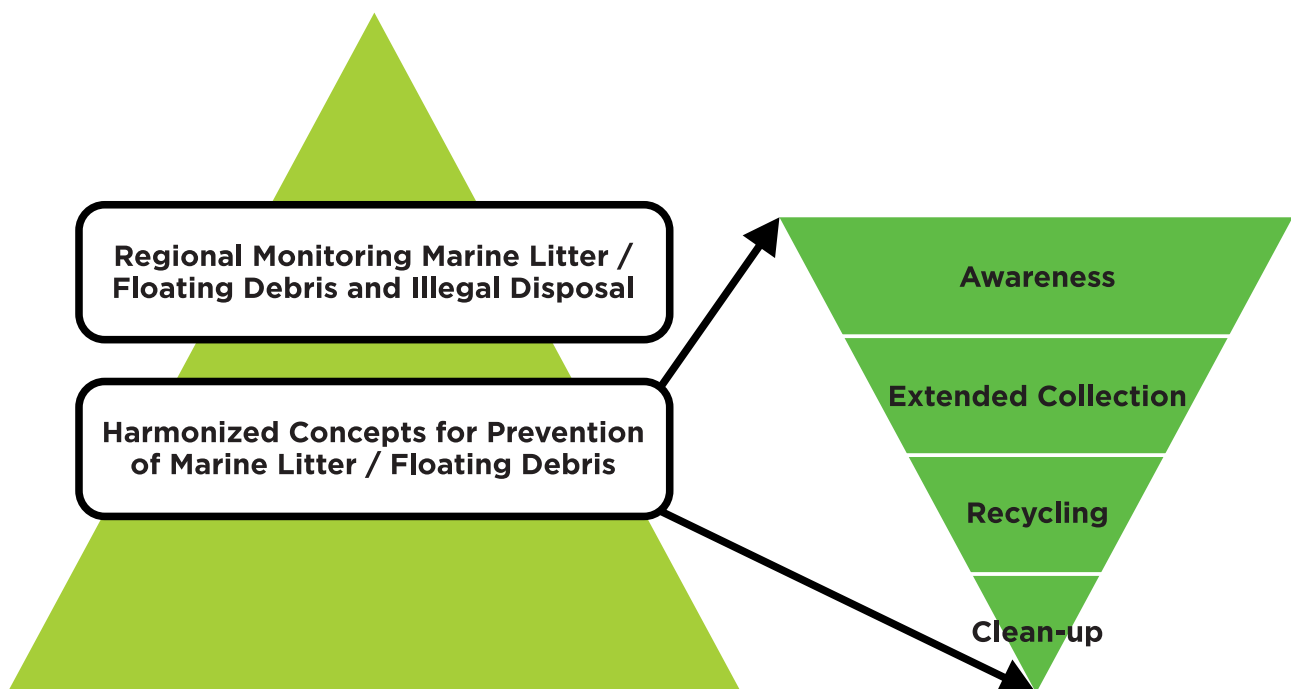 Regional Monitoring Marine Litter /
Floating Debris and Illegal Disposal
Harmonized Concepts for Prevention
of Marine Litter / Floating Debris
Awareness
Extended Collection
Recycling
Clean-up